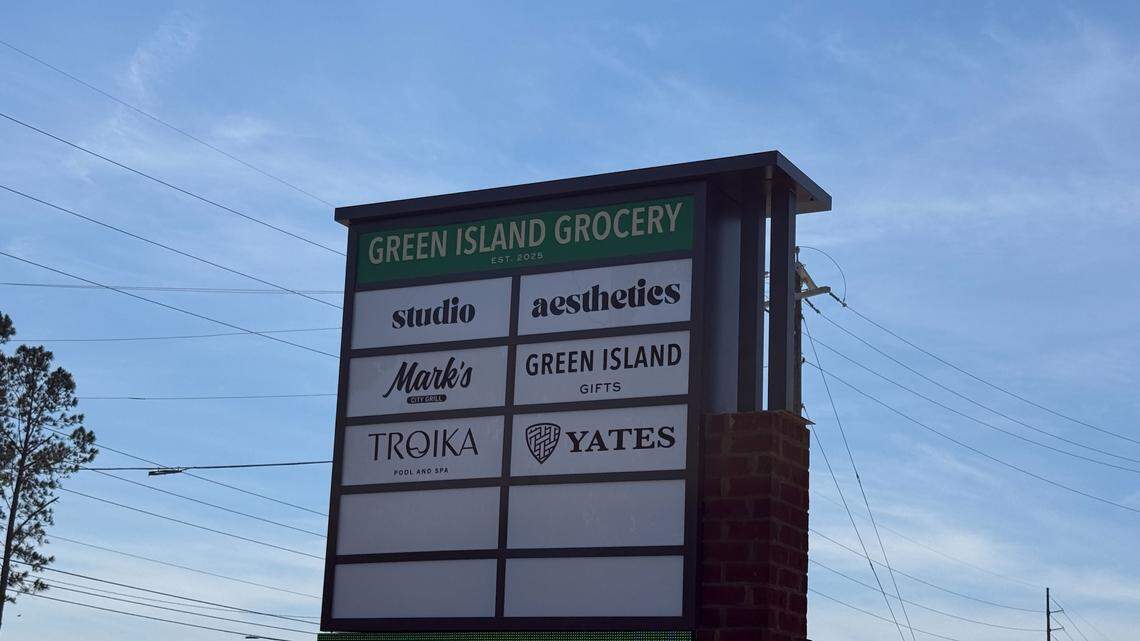 GREEN ISLAND GROCERY
EST. 2025
studio
aesthetics
Mark's
CITY GRILL
GREEN ISLAND
GIFTS
TROIKA
POOL AND SPA
YATES